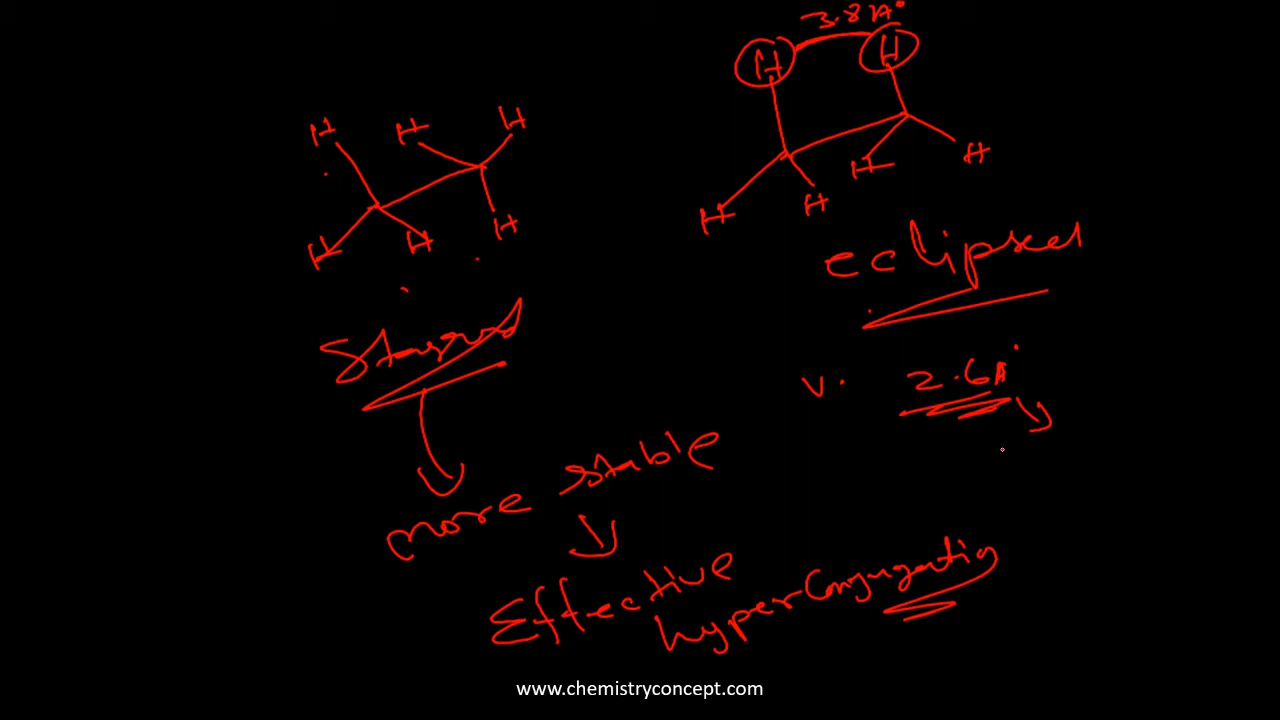 3.8A°
H H
H H H
H H H
H H H
H
eclipsed
Staggered
V. 2.6A°
more stable
Effective
hyperconjugation
www.chemistryconcept.com